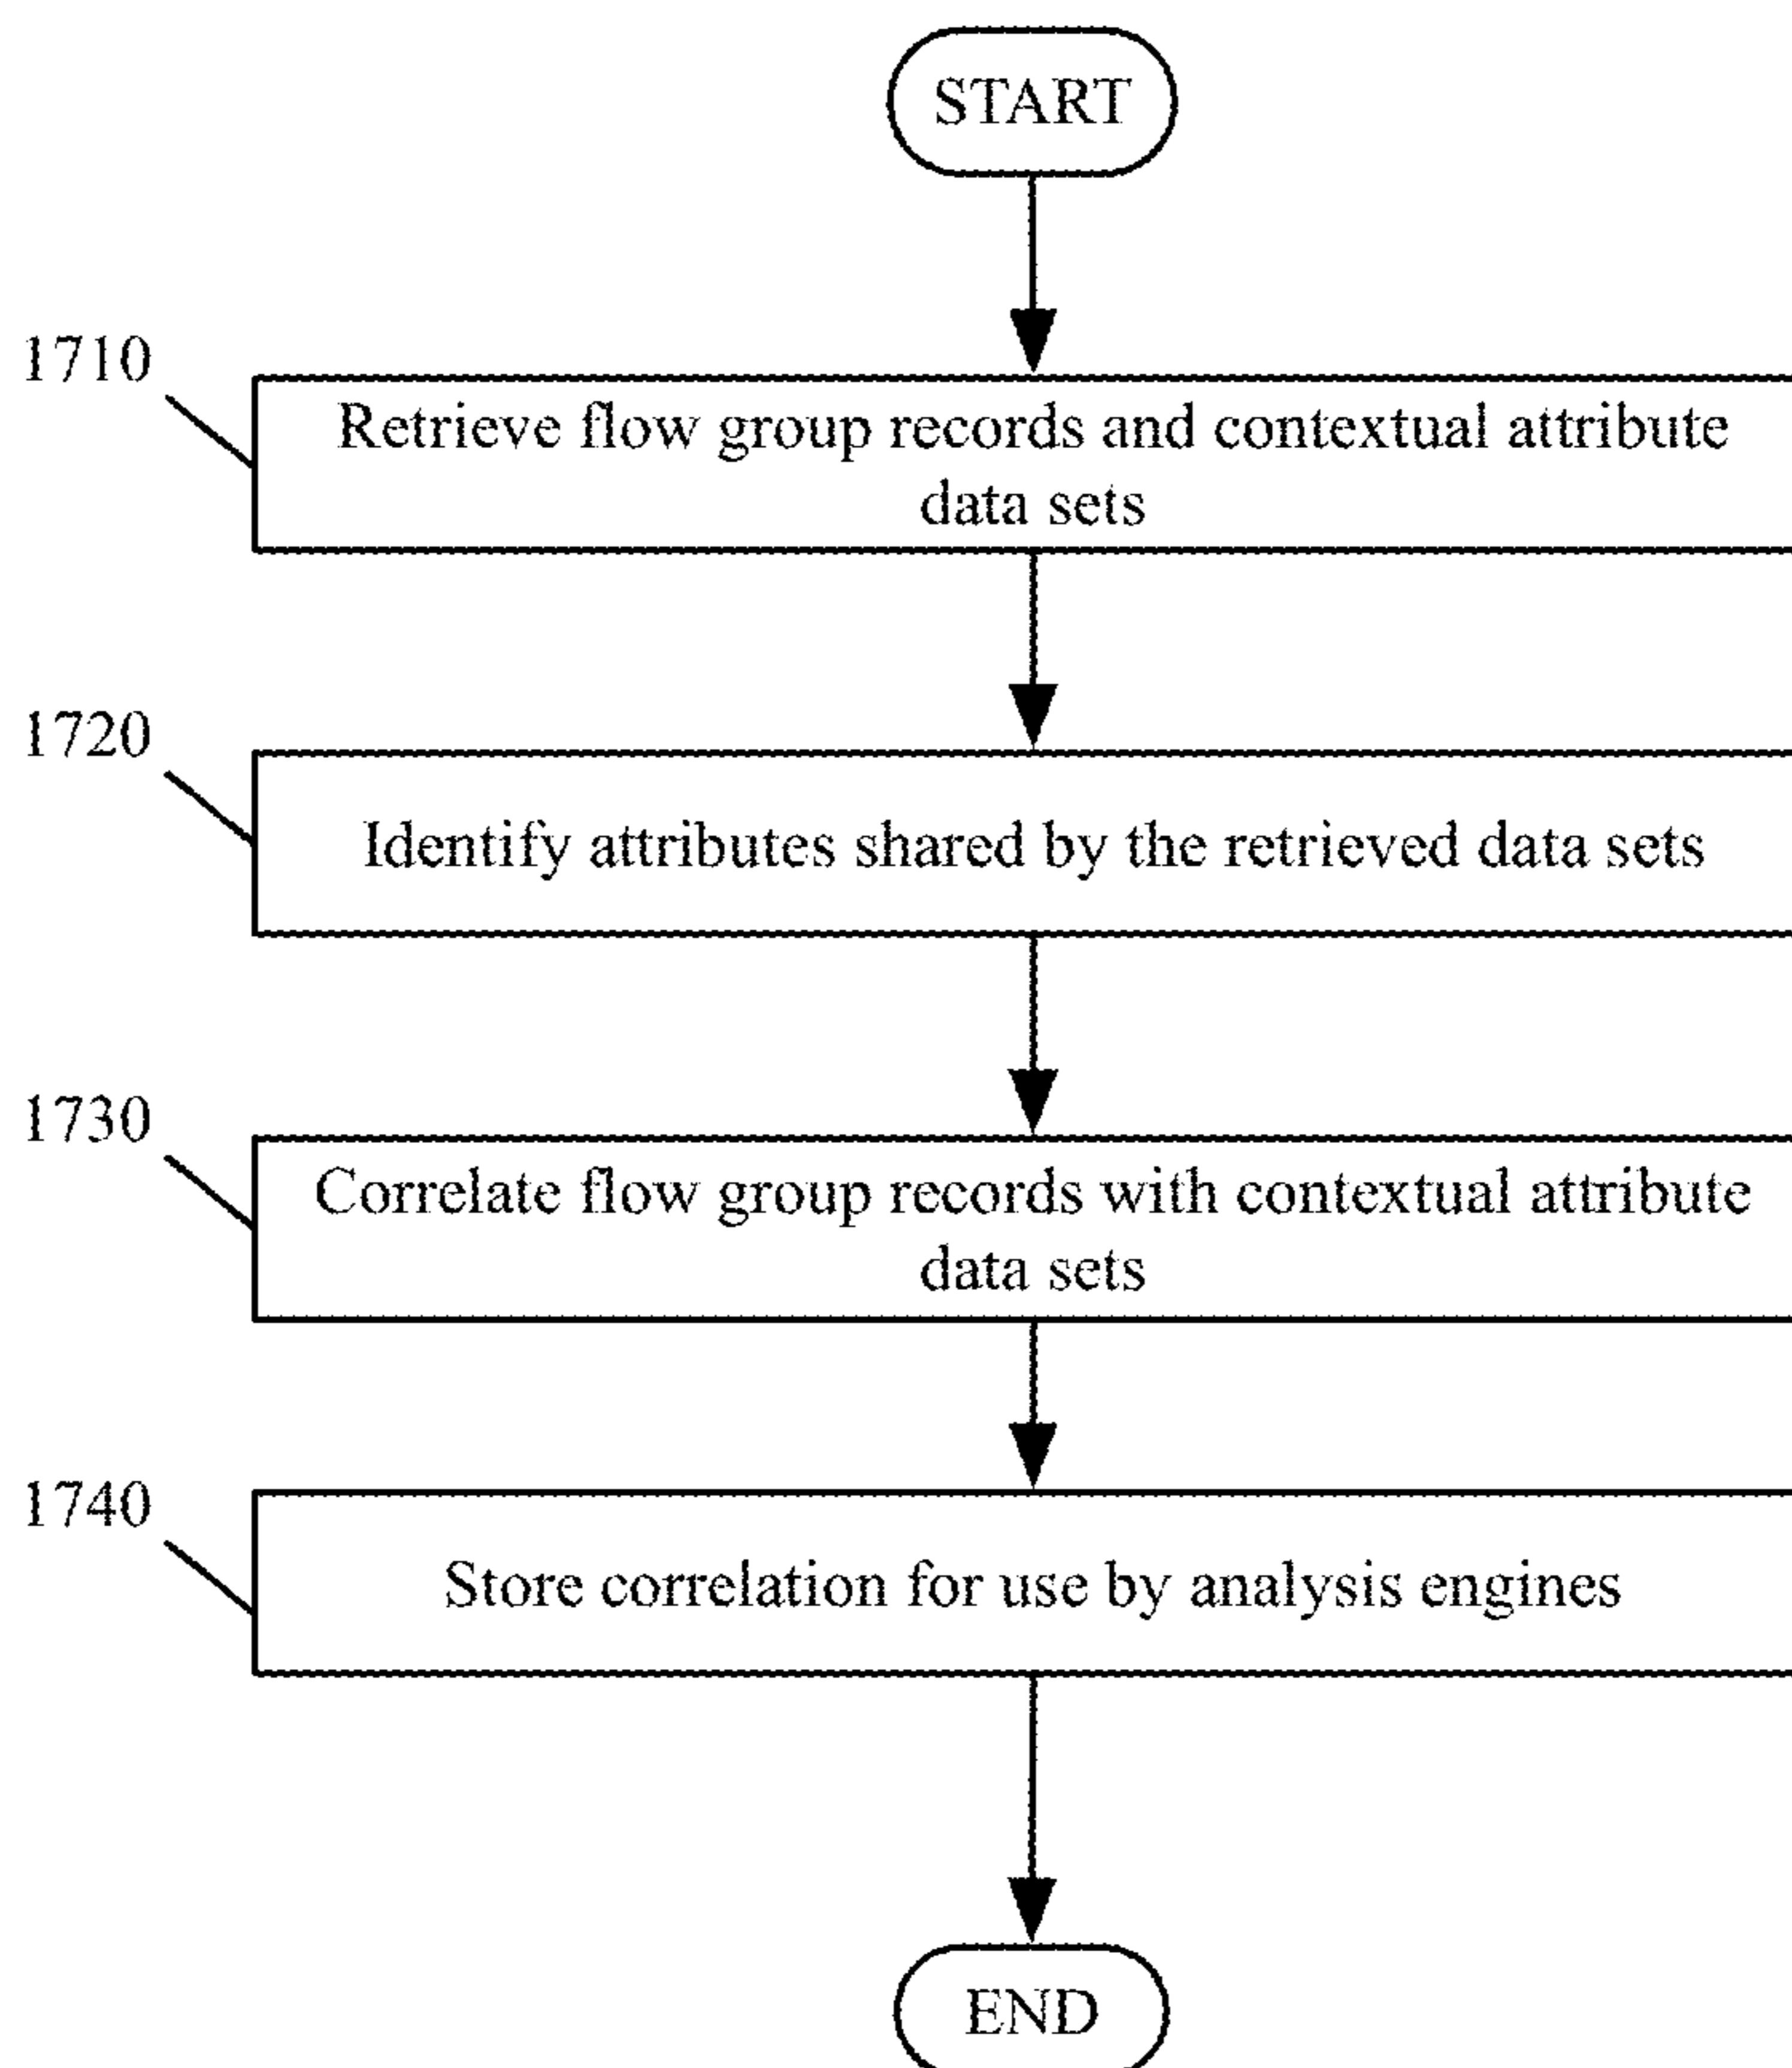 START
1710
Retrieve flow group records and contextual attribute
data sets
1720
Identify attributes shared by the retrieved data sets
1730
Correlate flow group records with contextual attribute
data sets
1740
Store correlation for use by analysis engines
END